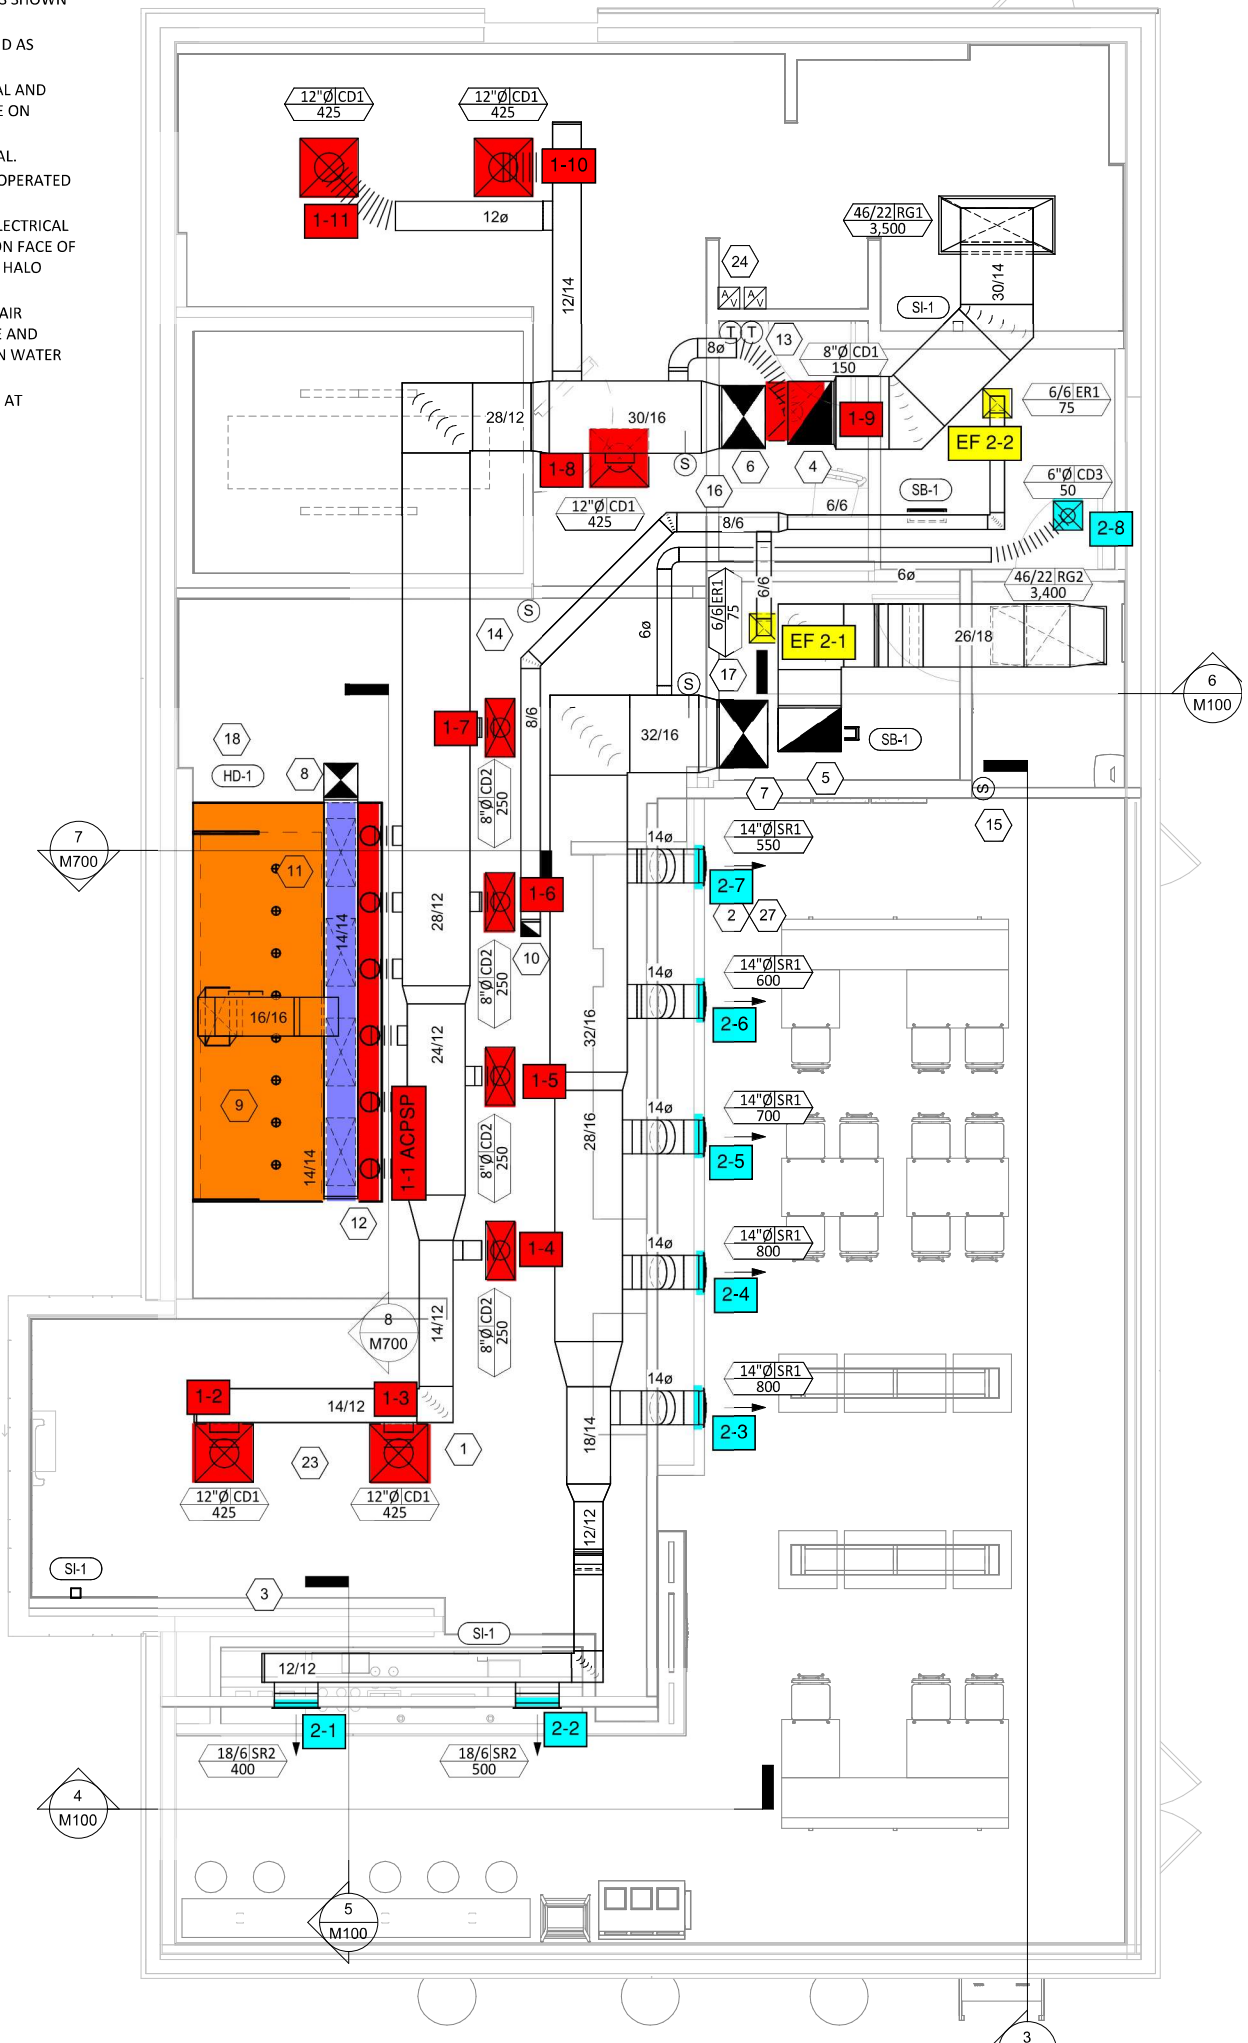 G SHOWN
D AS
AL AND
E ON
AL.
OPERATED
LECTRICAL
ON FACE OF
HALO
AIR
E AND
N WATER
AT
12"Ø CD1
425
12"Ø CD1
425
1-10
1-11
12ø
46/22 RG1
3,500
24
A/V A/V
12/14
30/14
SI-1
T T
13
8ø
8"Ø CD1
150
6/6 ER1
75
28/12
30/16
1-9
EF 2-2
1-8
S
6
4
6"Ø CD3
50
12"Ø CD1
425
16
SB-1
6/6
8/6
2-8
6ø
46/22 RG2
3,400
6/6 ER1
75
6/6
S
14
6ø
EF 2-1
26/18
17
S
6
M100
8/6
1-7
32/16
SB-1
18
HD-1
8
5
7
S
15
8"Ø CD2
250
14ø
14"Ø SR1
550
7
M700
11
2-7
1-6
28/12
14/14
2
27
10
8"Ø CD2
250
14ø
14"Ø SR1
600
16/16
2-6
24/12
32/16
1-5
9
1-1 ACPSP
14ø
14"Ø SR1
700
28/16
2-5
8"Ø CD2
250
14/14
12
14ø
14"Ø SR1
800
1-4
2-4
8
M700
14/12
8"Ø CD2
250
14ø
14"Ø SR1
800
1-2
1-3
14/12
2-3
18/14
23
1
12"Ø CD1
425
12"Ø CD1
425
12/12
SI-1
3
SI-1
12/12
2-1
2-2
18/6 SR2
400
18/6 SR2
500
4
M100
5
M100
3